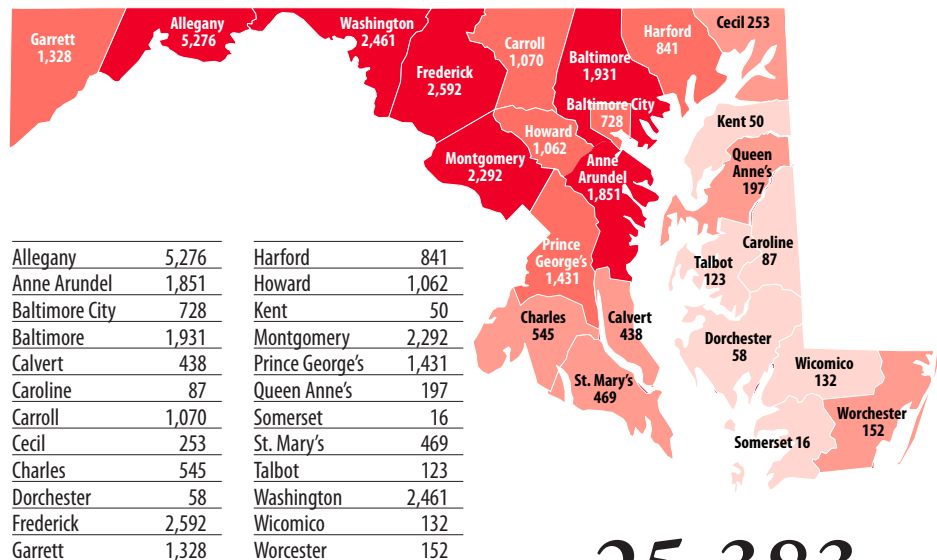 Garrett
1,328
Allegany
5,276
Washington
2,461
Frederick
2,592
Carroll
1,070
Baltimore
1,931
Harford
841
Cecil 253
Baltimore City
728
Howard
1,062
Montgomery
2,292
Anne
Arundel
1,851
Kent 50
Queen
Anne's
197
Prince
George's
1,431
Caroline
87
Talbot
123
Charles
545
Calvert
438
Dorchester
58
St. Mary's
469
Wicomico
132
Worchester
152
Somerset 16
Allegany 5,276
Anne Arundel 1,851
Baltimore City 728
Baltimore 1,931
Calvert 438
Caroline 87
Carroll 1,070
Cecil 253
Charles 545
Dorchester 58
Frederick 2,592
Garrett 1,328
Harford 841
Howard 1,062
Kent 50
Montgomery 2,292
Prince George's 1,431
Queen Anne's 197
Somerset 16
St. Mary's 469
Talbot 123
Washington 2,461
Wicomico 132
Worcester 152
25,383